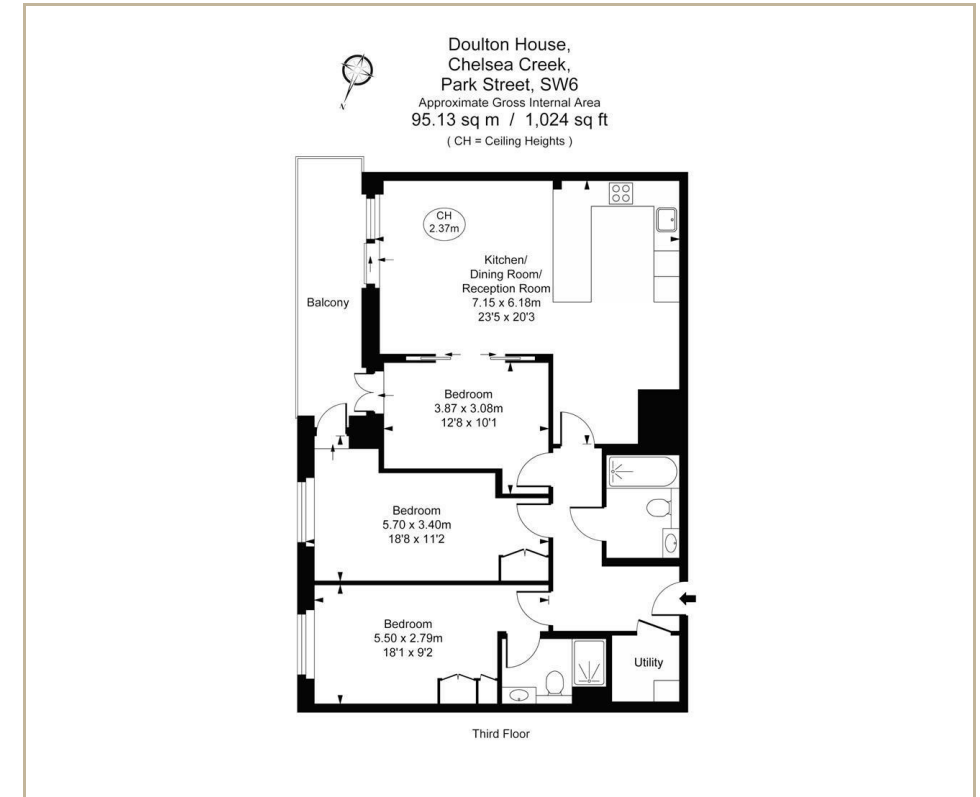 Doulton House,
Chelsea Creek,
Park Street, SW6
Approximate Gross Internal Area
95.13 sq m / 1,024 sq ft
( CH = Ceiling Heights )
N
CH
2.37m
Kitchen/
Dining Room/
Reception Room
7.15 x 6.18m
23'5 x 20'3
Balcony
Bedroom
3.87 x 3.08m
12'8 x 10'1
Bedroom
5.70 x 3.40m
18'8 x 11'2
Bedroom
5.50 x 2.79m
18'1 x 9'2
Utility
Third Floor